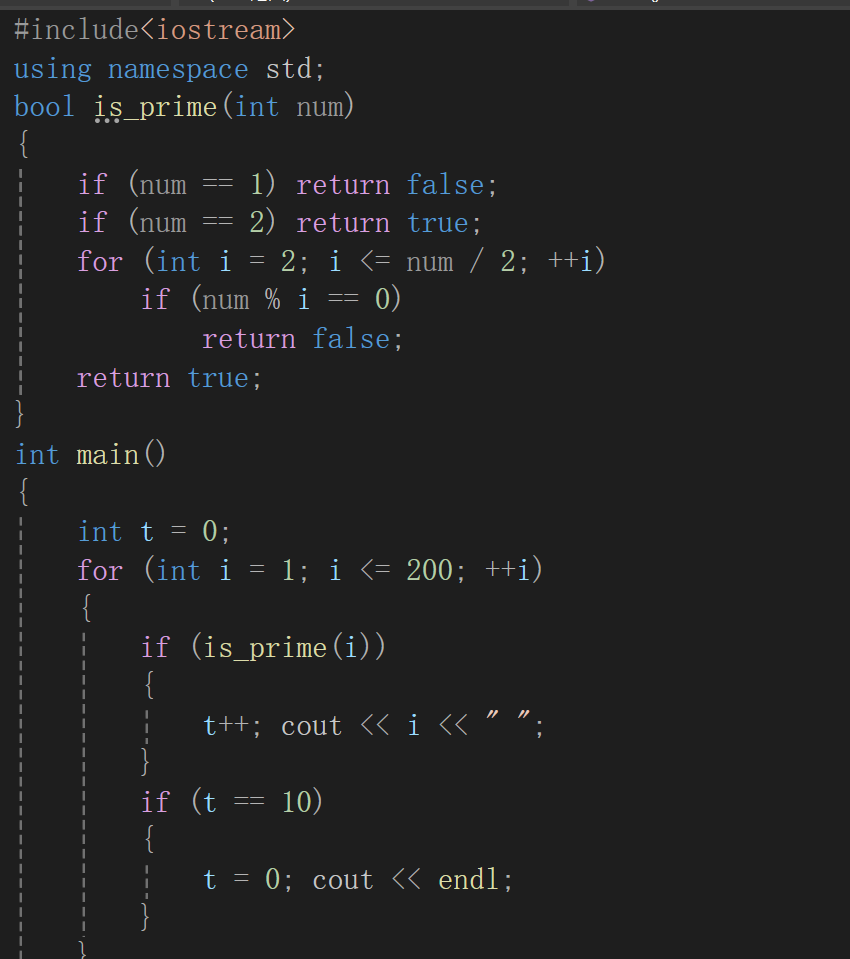 #include<iostream>
using namespace std;
bool is_prime(int num)
{
    if (num == 1) return false;
    if (num == 2) return true;
    for (int i = 2; i <= num / 2; ++i)
        if (num % i == 0)
            return false;
    return true;
}
int main()
{
    int t = 0;
    for (int i = 1; i <= 200; ++i)
    {
        if (is_prime(i))
        {
            t++; cout << i << " ";
        }
        if (t == 10)
        {
            t = 0; cout << endl;
        }
    }